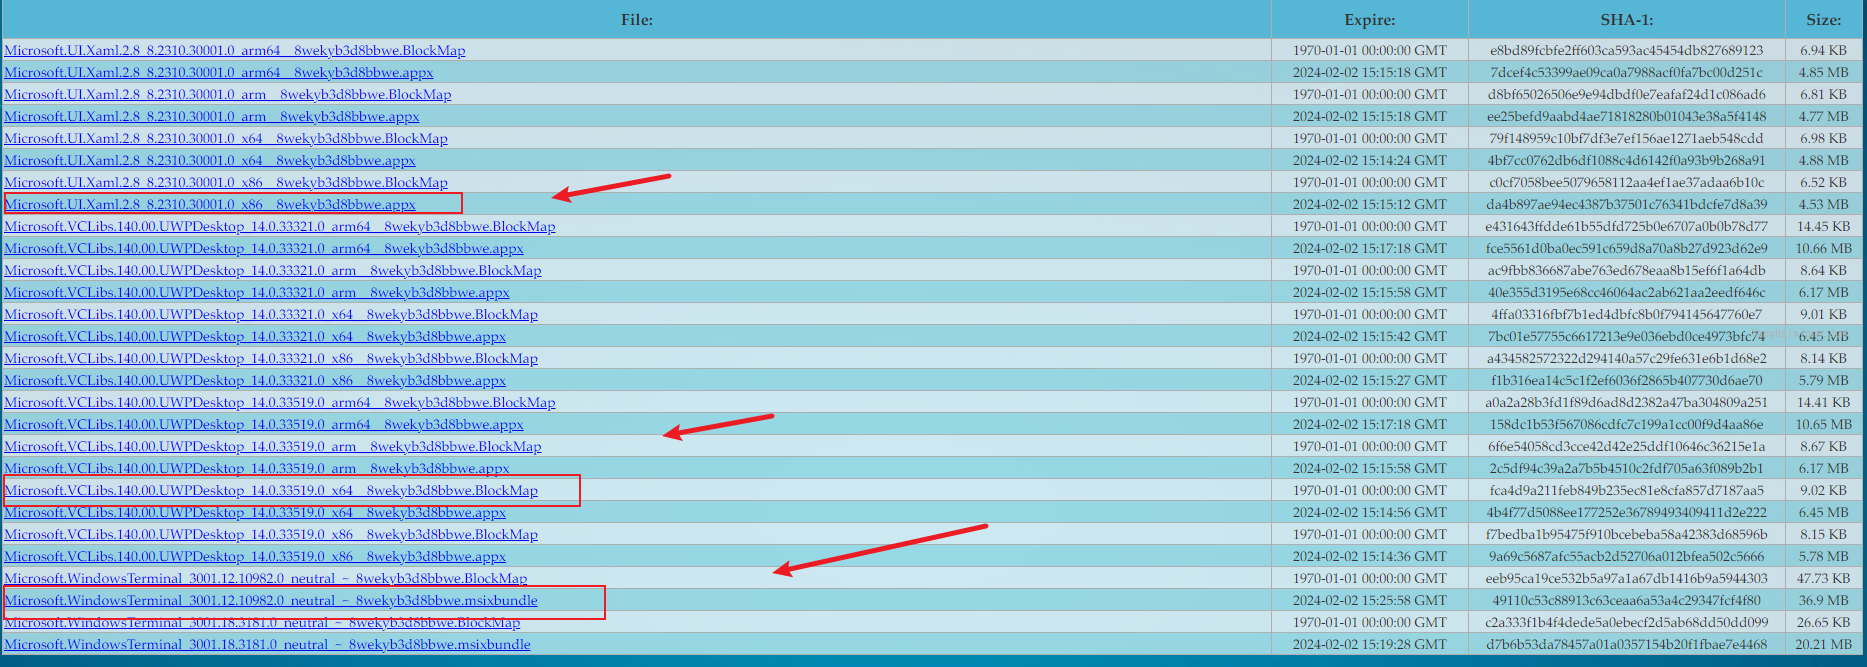 File: Expire: SHA-1: Size:
Microsoft.UI.Xaml.2.8_8.2310.30001.0_arm64__8wekyb3d8bbwe.BlockMap 1970-01-01 00:00:00 GMT e8bd89fcbfe2ff603ca593ac45454db827689123 6.94 KB
Microsoft.UI.Xaml.2.8_8.2310.30001.0_arm64__8wekyb3d8bbwe.appx 2024-02-02 15:15:18 GMT 7dcef4c53399ae09ca0a7988acf0fa7bc00d251c 4.85 MB
Microsoft.UI.Xaml.2.8_8.2310.30001.0_arm__8wekyb3d8bbwe.BlockMap 1970-01-01 00:00:00 GMT d8bf65026506e9e94dbdf0e7eafaf24d1c086ad6 6.81 KB
Microsoft.UI.Xaml.2.8_8.2310.30001.0_arm__8wekyb3d8bbwe.appx 2024-02-02 15:15:18 GMT ee25befd9aabd4ae71818280b01043e38a5f4148 4.77 MB
Microsoft.UI.Xaml.2.8_8.2310.30001.0_x64__8wekyb3d8bbwe.BlockMap 1970-01-01 00:00:00 GMT 79f148959c10bf7df3e7ef156ae1271aeb548cdd 6.98 KB
Microsoft.UI.Xaml.2.8_8.2310.30001.0_x64__8wekyb3d8bbwe.appx 2024-02-02 15:14:24 GMT 4bf7cc0762db6df1088c4d6142f0a93b9b268a91 4.88 MB
Microsoft.UI.Xaml.2.8_8.2310.30001.0_x86__8wekyb3d8bbwe.BlockMap 1970-01-01 00:00:00 GMT c0cf7058bee5079658112aa4ef1ae37adaa6b10c 6.52 KB
Microsoft.UI.Xaml.2.8_8.2310.30001.0_x86__8wekyb3d8bbwe.appx 2024-02-02 15:15:12 GMT da4b897ae94ec4387b37501c76341bdcfe7d8a39 4.53 MB
Microsoft.VCLibs.140.00.UWPDesktop_14.0.33321.0_arm64__8wekyb3d8bbwe.BlockMap 1970-01-01 00:00:00 GMT e431643ffdde61b55dfd725b0e6707a0b0b78d77 14.45 KB
Microsoft.VCLibs.140.00.UWPDesktop_14.0.33321.0_arm64__8wekyb3d8bbwe.appx 2024-02-02 15:17:18 GMT fce5561d0ba0ec591c659d8a70a8b27d923d62e9 10.66 MB
Microsoft.VCLibs.140.00.UWPDesktop_14.0.33321.0_arm__8wekyb3d8bbwe.BlockMap 1970-01-01 00:00:00 GMT ac9fbb836687abe763ed678eaa8b15ef6f1a64db 8.64 KB
Microsoft.VCLibs.140.00.UWPDesktop_14.0.33321.0_arm__8wekyb3d8bbwe.appx 2024-02-02 15:15:58 GMT 40e355d3195e68cc46064ac2ab621aa2eedf646c 6.17 MB
Microsoft.VCLibs.140.00.UWPDesktop_14.0.33321.0_x64__8wekyb3d8bbwe.BlockMap 1970-01-01 00:00:00 GMT 4ffa03316fbf7b1ed4dbfc8b0f794145647760e7 9.01 KB
Microsoft.VCLibs.140.00.UWPDesktop_14.0.33321.0_x64__8wekyb3d8bbwe.appx 2024-02-02 15:15:42 GMT 7bc01e57755c6617213e9e036ebd0ce4973bfc74 6.45 MB
Microsoft.VCLibs.140.00.UWPDesktop_14.0.33321.0_x86__8wekyb3d8bbwe.BlockMap 1970-01-01 00:00:00 GMT a434582572322d294140a57c29fe631e6b1d68e2 8.14 KB
Microsoft.VCLibs.140.00.UWPDesktop_14.0.33321.0_x86__8wekyb3d8bbwe.appx 2024-02-02 15:15:27 GMT f1b316ea14c5c1f2ef6036f2865b407730d6ae70 5.79 MB
Microsoft.VCLibs.140.00.UWPDesktop_14.0.33519.0_arm64__8wekyb3d8bbwe.BlockMap 1970-01-01 00:00:00 GMT a0a2a28b3fd1f89d6ad8d2382a47ba304809a251 14.41 KB
Microsoft.VCLibs.140.00.UWPDesktop_14.0.33519.0_arm64__8wekyb3d8bbwe.appx 2024-02-02 15:17:18 GMT 158dc1b53f567086cdfc7c199a1cc00f9d4aa86e 10.65 MB
Microsoft.VCLibs.140.00.UWPDesktop_14.0.33519.0_arm__8wekyb3d8bbwe.BlockMap 1970-01-01 00:00:00 GMT 6f6e54058cd3cce42d42e25ddf10646c36215e1a 8.67 KB
Microsoft.VCLibs.140.00.UWPDesktop_14.0.33519.0_arm__8wekyb3d8bbwe.appx 2024-02-02 15:15:58 GMT 2c5df94c39a2a7b5b4510c2fdf705a63f089b2b1 6.17 MB
Microsoft.VCLibs.140.00.UWPDesktop_14.0.33519.0_x64__8wekyb3d8bbwe.BlockMap 1970-01-01 00:00:00 GMT fca4d9a211feb849b235ec81e8cfa857d7187aa5 9.02 KB
Microsoft.VCLibs.140.00.UWPDesktop_14.0.33519.0_x64__8wekyb3d8bbwe.appx 2024-02-02 15:14:56 GMT 4b4f77d5088ee177252e36789493409411d2e222 6.45 MB
Microsoft.VCLibs.140.00.UWPDesktop_14.0.33519.0_x86__8wekyb3d8bbwe.BlockMap 1970-01-01 00:00:00 GMT f7bedba1b95475f910bcebeba58a42383d68596b 8.15 KB
Microsoft.VCLibs.140.00.UWPDesktop_14.0.33519.0_x86__8wekyb3d8bbwe.appx 2024-02-02 15:14:36 GMT 9a69c5687afc55acb2d52706a012bfea502c5666 5.78 MB
Microsoft.WindowsTerminal_3001.12.10982.0_neutral_~_8wekyb3d8bbwe.BlockMap 1970-01-01 00:00:00 GMT eeb95ca19ce532b5a97a1a67db1416b9a5944303 47.73 KB
Microsoft.WindowsTerminal_3001.12.10982.0_neutral_~_8wekyb3d8bbwe.msixbundle 2024-02-02 15:25:58 GMT 49110c53c88913c63ceaa6a53a4c29347fcf4f80 36.9 MB
Microsoft.WindowsTerminal_3001.18.3181.0_neutral_~_8wekyb3d8bbwe.BlockMap 1970-01-01 00:00:00 GMT c2a333f1b4f4dede5a0ebecf2d5ab68dd50dd099 26.65 KB
Microsoft.WindowsTerminal_3001.18.3181.0_neutral_~_8wekyb3d8bbwe.msixbundle 2024-02-02 15:19:28 GMT d7b6b53da78457a01a0357154b20f1fbae7e4468 20.21 MB